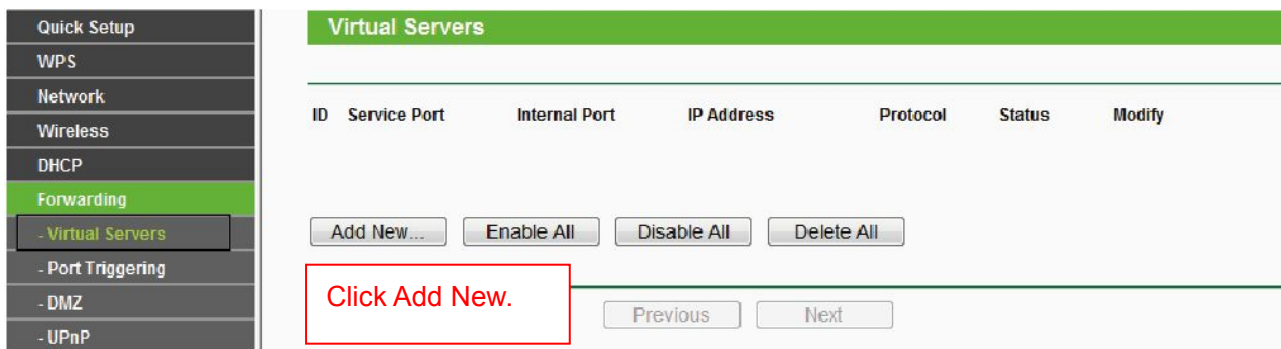 Quick Setup
WPS
Network
Wireless
DHCP
Forwarding
- Virtual Servers
- Port Triggering
- DMZ
- UPnP
Virtual Servers
ID Service Port Internal Port IP Address Protocol Status Modify
Add New... Enable All Disable All Delete All
Click Add New.
Previous Next